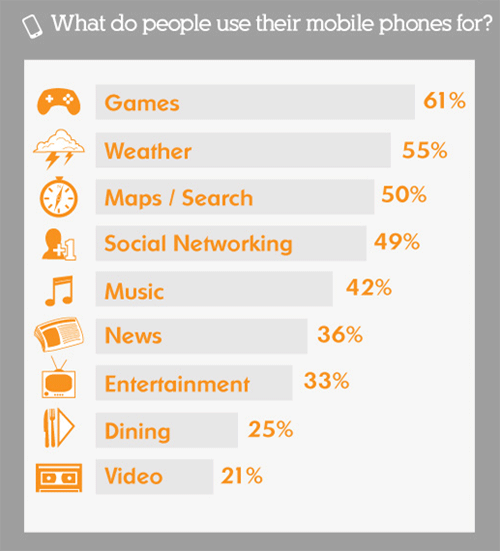 What do people use their mobile phones for?
Games 61%
Weather 55%
Maps / Search 50%
Social Networking 49%
+1
Music 42%
News 36%
Entertainment 33%
Dining 25%
Video 21%